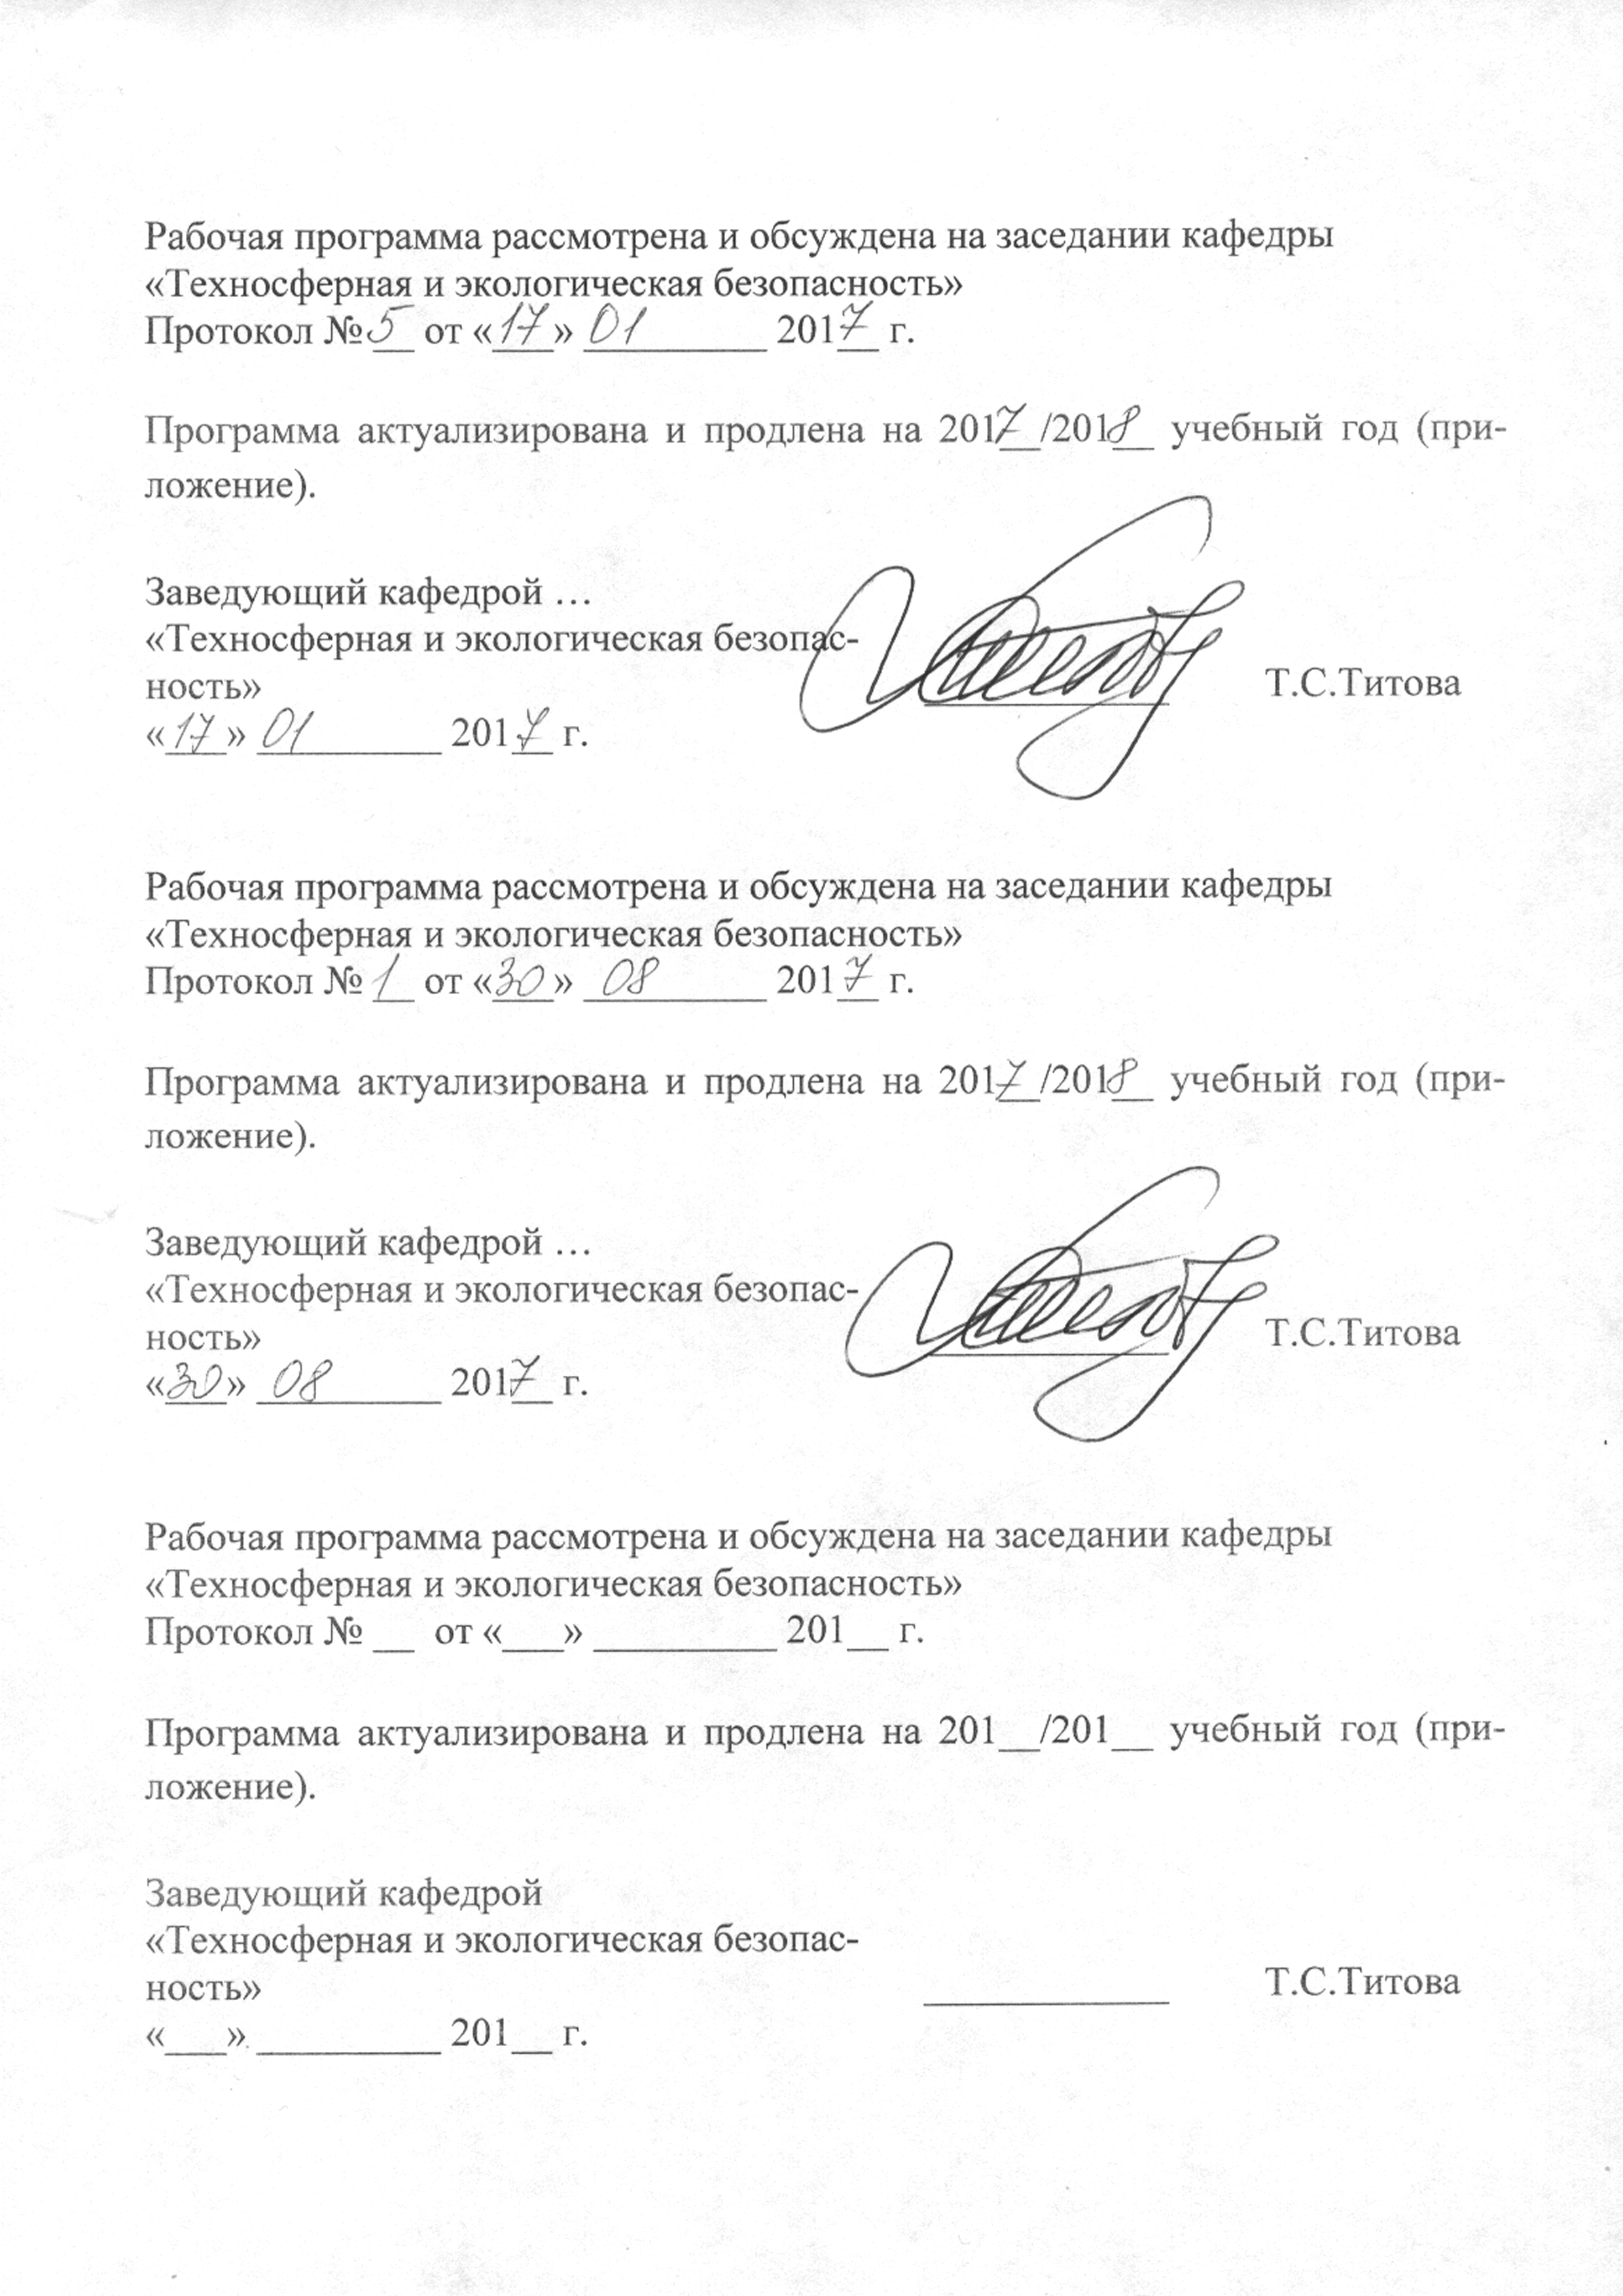 Рабочая программа рассмотрена и обсуждена на заседании кафедры
«Техносферная и экологическая безопасность»
Протокол № 5 от «17» 01 2017 г.
Программа актуализирована и продлена на 2017/2018 учебный год (при-
ложение).
Заведующий кафедрой …
«Техносферная и экологическая безопас-
ность»
Т.С.Титова
«17» 01 2017 г.
Рабочая программа рассмотрена и обсуждена на заседании кафедры
«Техносферная и экологическая безопасность»
Протокол № 1 от «30» 08 2017 г.
Программа актуализирована и продлена на 2017/2018 учебный год (при-
ложение).
Заведующий кафедрой …
«Техносферная и экологическая безопас-
ность»
Т.С.Титова
«30» 08 2017 г.
Рабочая программа рассмотрена и обсуждена на заседании кафедры
«Техносферная и экологическая безопасность»
Протокол № __ от «___» _________ 201__ г.
Программа актуализирована и продлена на 201__/201__ учебный год (при-
ложение).
Заведующий кафедрой
«Техносферная и экологическая безопас-
ность» ____________ Т.С.Титова
«___» _________ 201__ г.